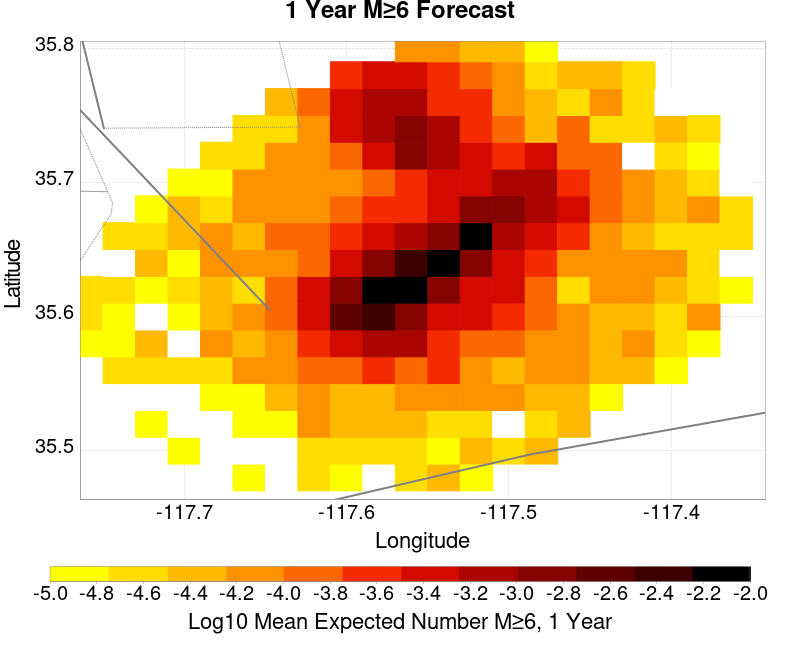 1 Year M≥6 Forecast
35.8
35.7
35.6
35.5
Latitude
-117.7 -117.6 -117.5 -117.4
Longitude
-5.0 -4.8 -4.6 -4.4 -4.2 -4.0 -3.8 -3.6 -3.4 -3.2 -3.0 -2.8 -2.6 -2.4 -2.2 -2.0
Log10 Mean Expected Number M≥6, 1 Year